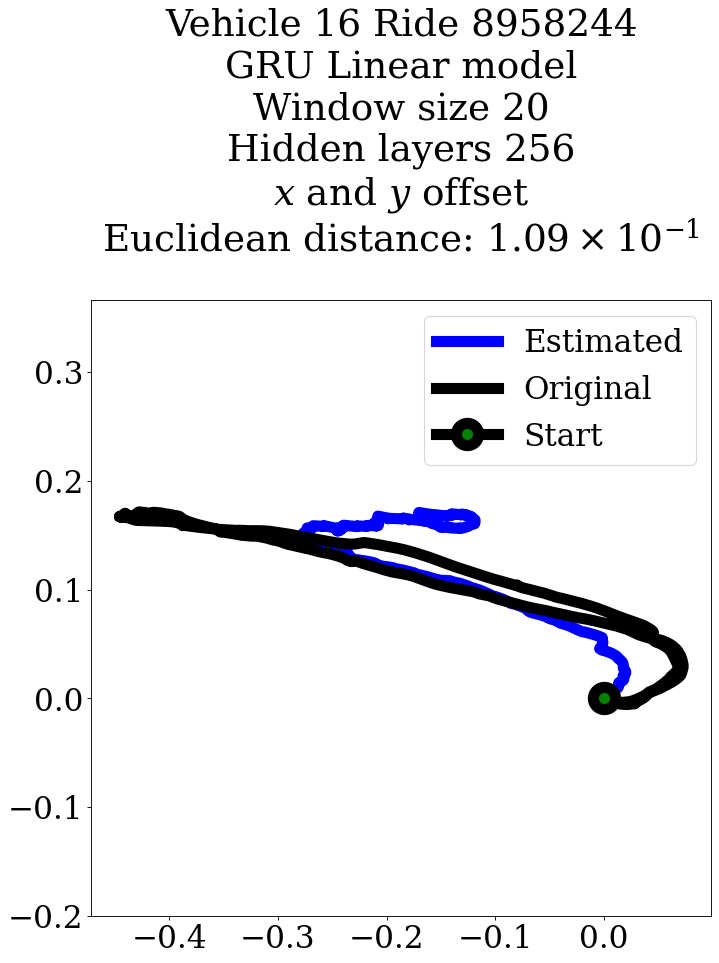 Vehicle 16 Ride 8958244
GRU Linear model
Window size 20
Hidden layers 256
x and y offset
Euclidean distance: 1.09 × 10⁻¹
Estimated
Original
Start
0.3
0.2
0.1
0.0
−0.1
−0.2
−0.4 −0.3 −0.2 −0.1 0.0